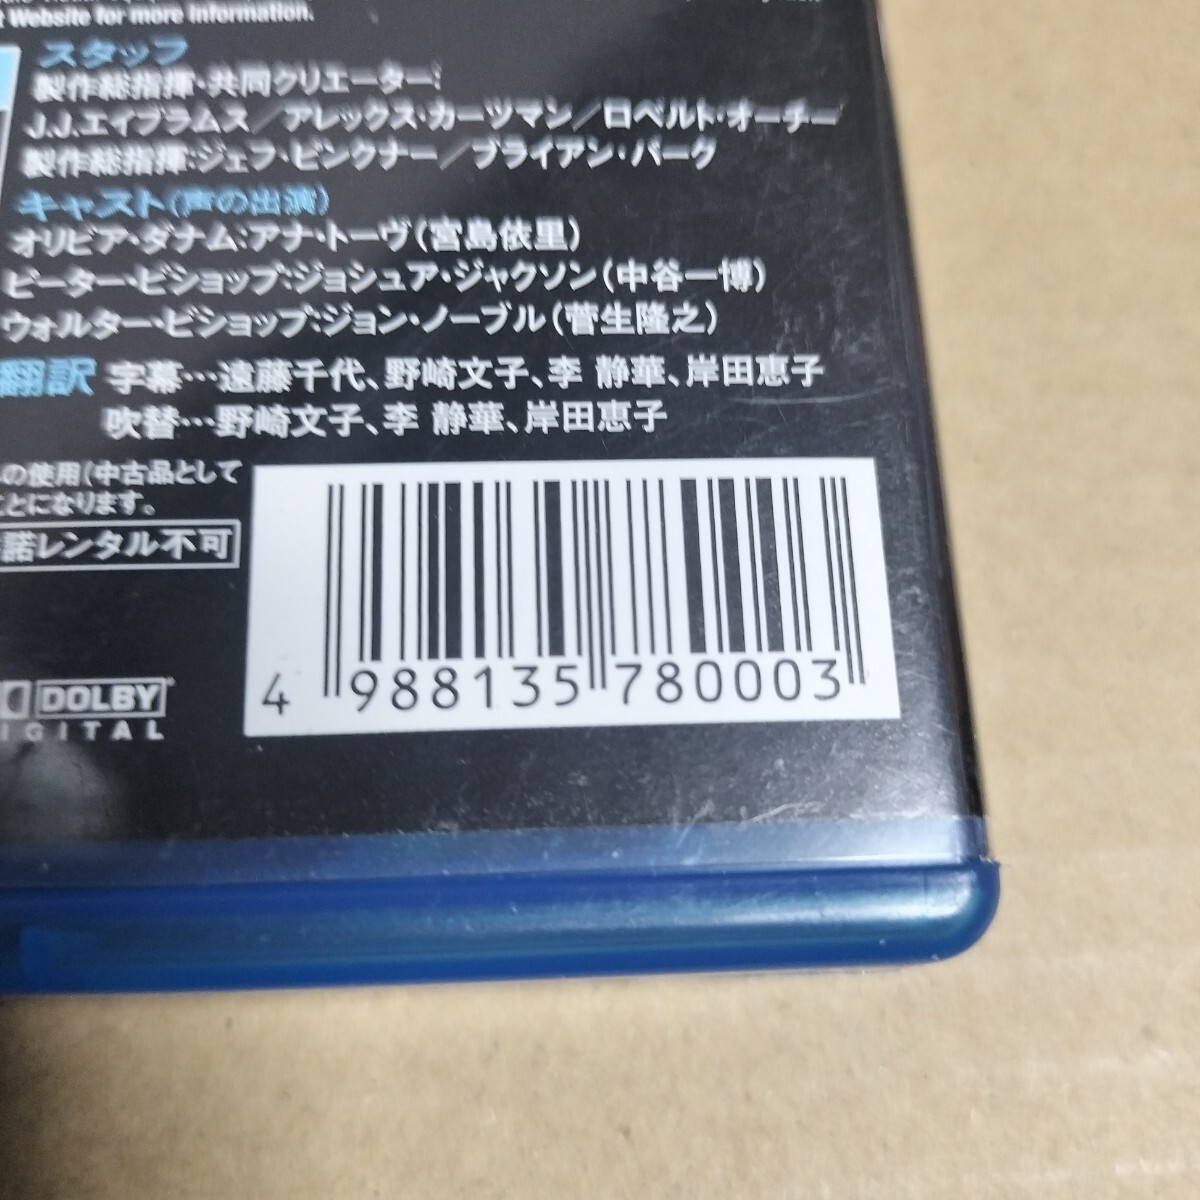 Website for more information.
スタッフ
製作総指揮・共同クリエーター:
J.J.エイブラムス／アレックス・カーツマン／ロベルト・オーチー
製作総指揮:ジェフ・ピンクナー／ブライアン・バーク
キャスト(声の出演)
オリビア・ダナム:アナ・トーヴ(宮島依里)
ピーター・ビショップ:ジョシュア・ジャクソン(中谷一博)
ウォルター・ビショップ:ジョン・ノーブル(菅生隆之)
翻訳 字幕…遠藤千代、野崎文子、李 静華、岸田恵子
吹替…野崎文子、李 静華、岸田恵子
の使用(中古品として
ことになります。
諾レンタル不可
4 988135 780003
DOLBY
DIGITAL